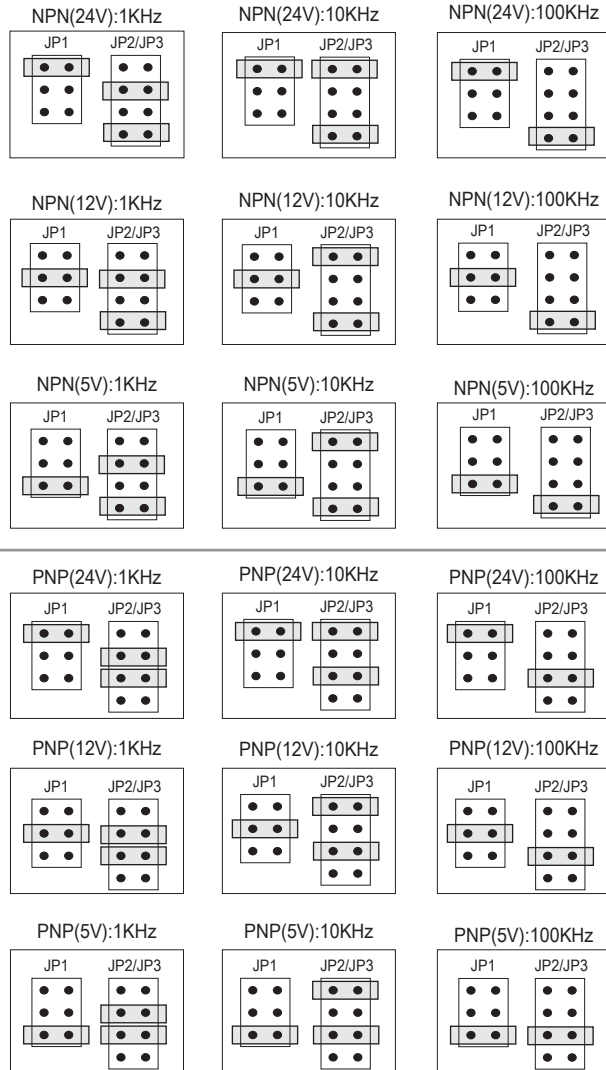 NPN(24V):1KHz NPN(24V):10KHz NPN(24V):100KHz
JP1 JP2/JP3 JP1 JP2/JP3 JP1 JP2/JP3
NPN(12V):1KHz NPN(12V):10KHz NPN(12V):100KHz
JP1 JP2/JP3 JP1 JP2/JP3 JP1 JP2/JP3
NPN(5V):1KHz NPN(5V):10KHz NPN(5V):100KHz
JP1 JP2/JP3 JP1 JP2/JP3 JP1 JP2/JP3
PNP(24V):1KHz PNP(24V):10KHz PNP(24V):100KHz
JP1 JP2/JP3 JP1 JP2/JP3 JP1 JP2/JP3
PNP(12V):1KHz PNP(12V):10KHz PNP(12V):100KHz
JP1 JP2/JP3 JP1 JP2/JP3 JP1 JP2/JP3
PNP(5V):1KHz PNP(5V):10KHz PNP(5V):100KHz
JP1 JP2/JP3 JP1 JP2/JP3 JP1 JP2/JP3